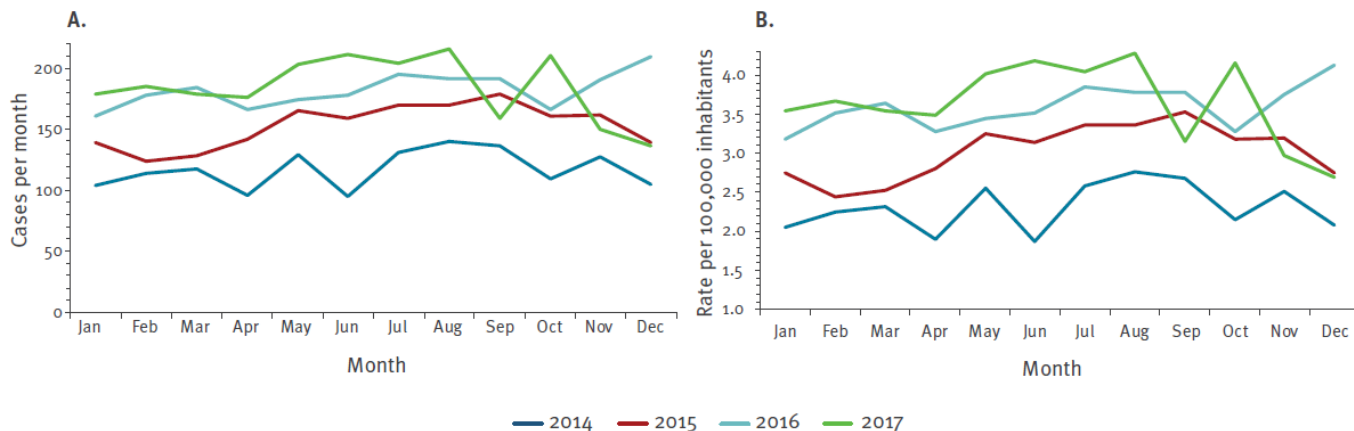 A.
Cases per month
200
150
100
50
0
Jan Feb Mar Apr May Jun Jul Aug Sep Oct Nov Dec
Month
B.
Rate per 100,000 inhabitants
4.0
3.5
3.0
2.5
2.0
1.5
1.0
Jan Feb Mar Apr May Jun Jul Aug Sep Oct Nov Dec
Month
2014 2015 2016 2017